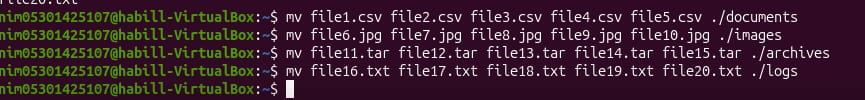 file20.txt
nim05301425107@habill-VirtualBox:~$ mv file1.csv file2.csv file3.csv file4.csv file5.csv ./documents
nim05301425107@habill-VirtualBox:~$ mv file6.jpg file7.jpg file8.jpg file9.jpg file10.jpg ./images
nim05301425107@habill-VirtualBox:~$ mv file11.tar file12.tar file13.tar file14.tar file15.tar ./archives
nim05301425107@habill-VirtualBox:~$ mv file16.txt file17.txt file18.txt file19.txt file20.txt ./logs
nim05301425107@habill-VirtualBox:~$